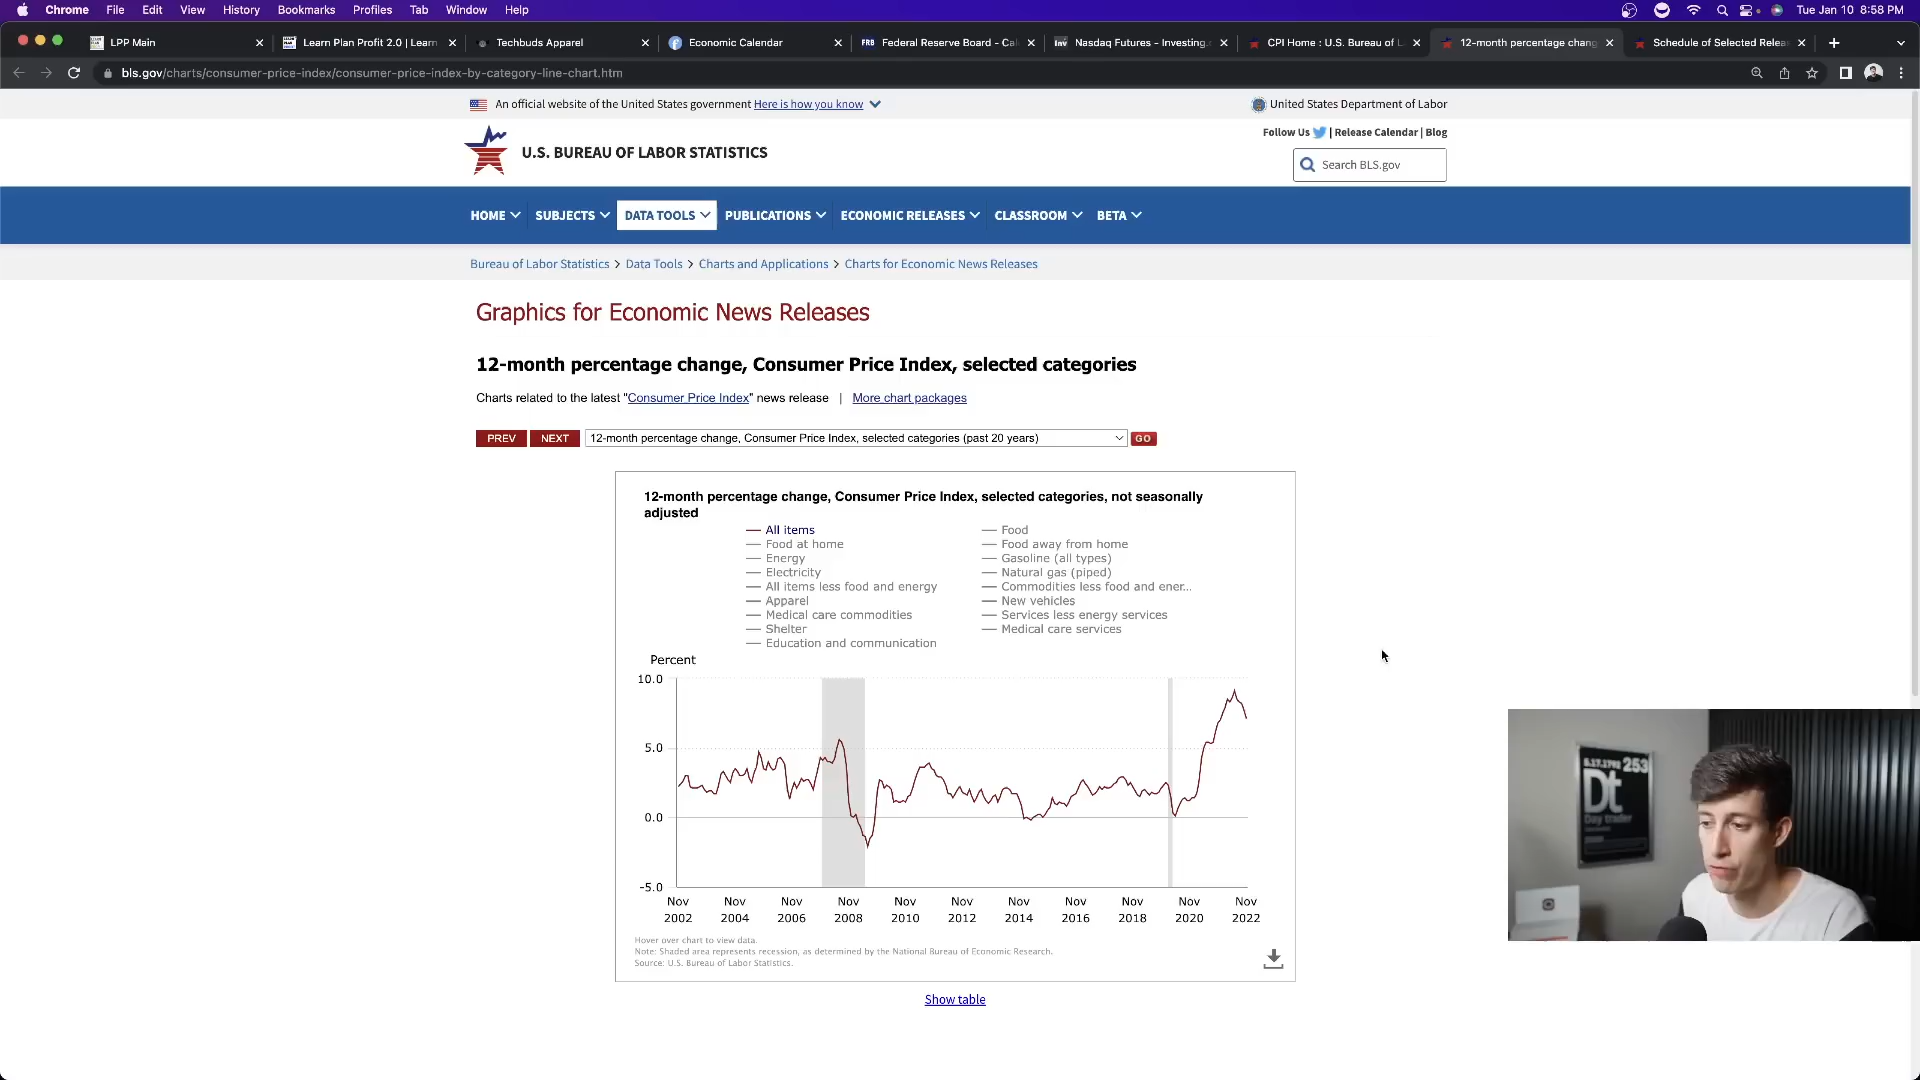 Chrome File Edit View History Bookmarks Profiles Tab Window Help Tue Jan 10 8:58 PM
LPP Main
Learn Plan Profit 2.0 | Learn
Techbuds Apparel
Economic Calendar
FRB Federal Reserve Board - Cal
Inv Nasdaq Futures - Investing.
CPI Home : U.S. Bureau of L
12-month percentage chang
Schedule of Selected Relea
bls.gov/charts/consumer-price-index/consumer-price-index-by-category-line-chart.htm
An official website of the United States government Here is how you know
United States Department of Labor
U.S. BUREAU OF LABOR STATISTICS
Follow Us | Release Calendar | Blog
Search BLS.gov
HOME SUBJECTS DATA TOOLS PUBLICATIONS ECONOMIC RELEASES CLASSROOM BETA
Bureau of Labor Statistics > Data Tools > Charts and Applications > Charts for Economic News Releases
Graphics for Economic News Releases
12-month percentage change, Consumer Price Index, selected categories
Charts related to the latest "Consumer Price Index" news release | More chart packages
PREV NEXT 12-month percentage change, Consumer Price Index, selected categories (past 20 years) GO
12-month percentage change, Consumer Price Index, selected categories, not seasonally
adjusted
All items Food
Food at home Food away from home
Energy Gasoline (all types)
Electricity Natural gas (piped)
All items less food and energy Commodities less food and ener...
Apparel New vehicles
Medical care commodities Services less energy services
Shelter Medical care services
Education and communication
Percent
10.0
5.0
0.0
-5.0
Nov Nov Nov Nov Nov Nov Nov Nov Nov Nov Nov
2002 2004 2006 2008 2010 2012 2014 2016 2018 2020 2022
Hover over chart to view data.
Note: Shaded area represents recession, as determined by the National Bureau of Economic Research.
Source: U.S. Bureau of Labor Statistics.
Show table
5.17.1792 253
Dt
Day trader